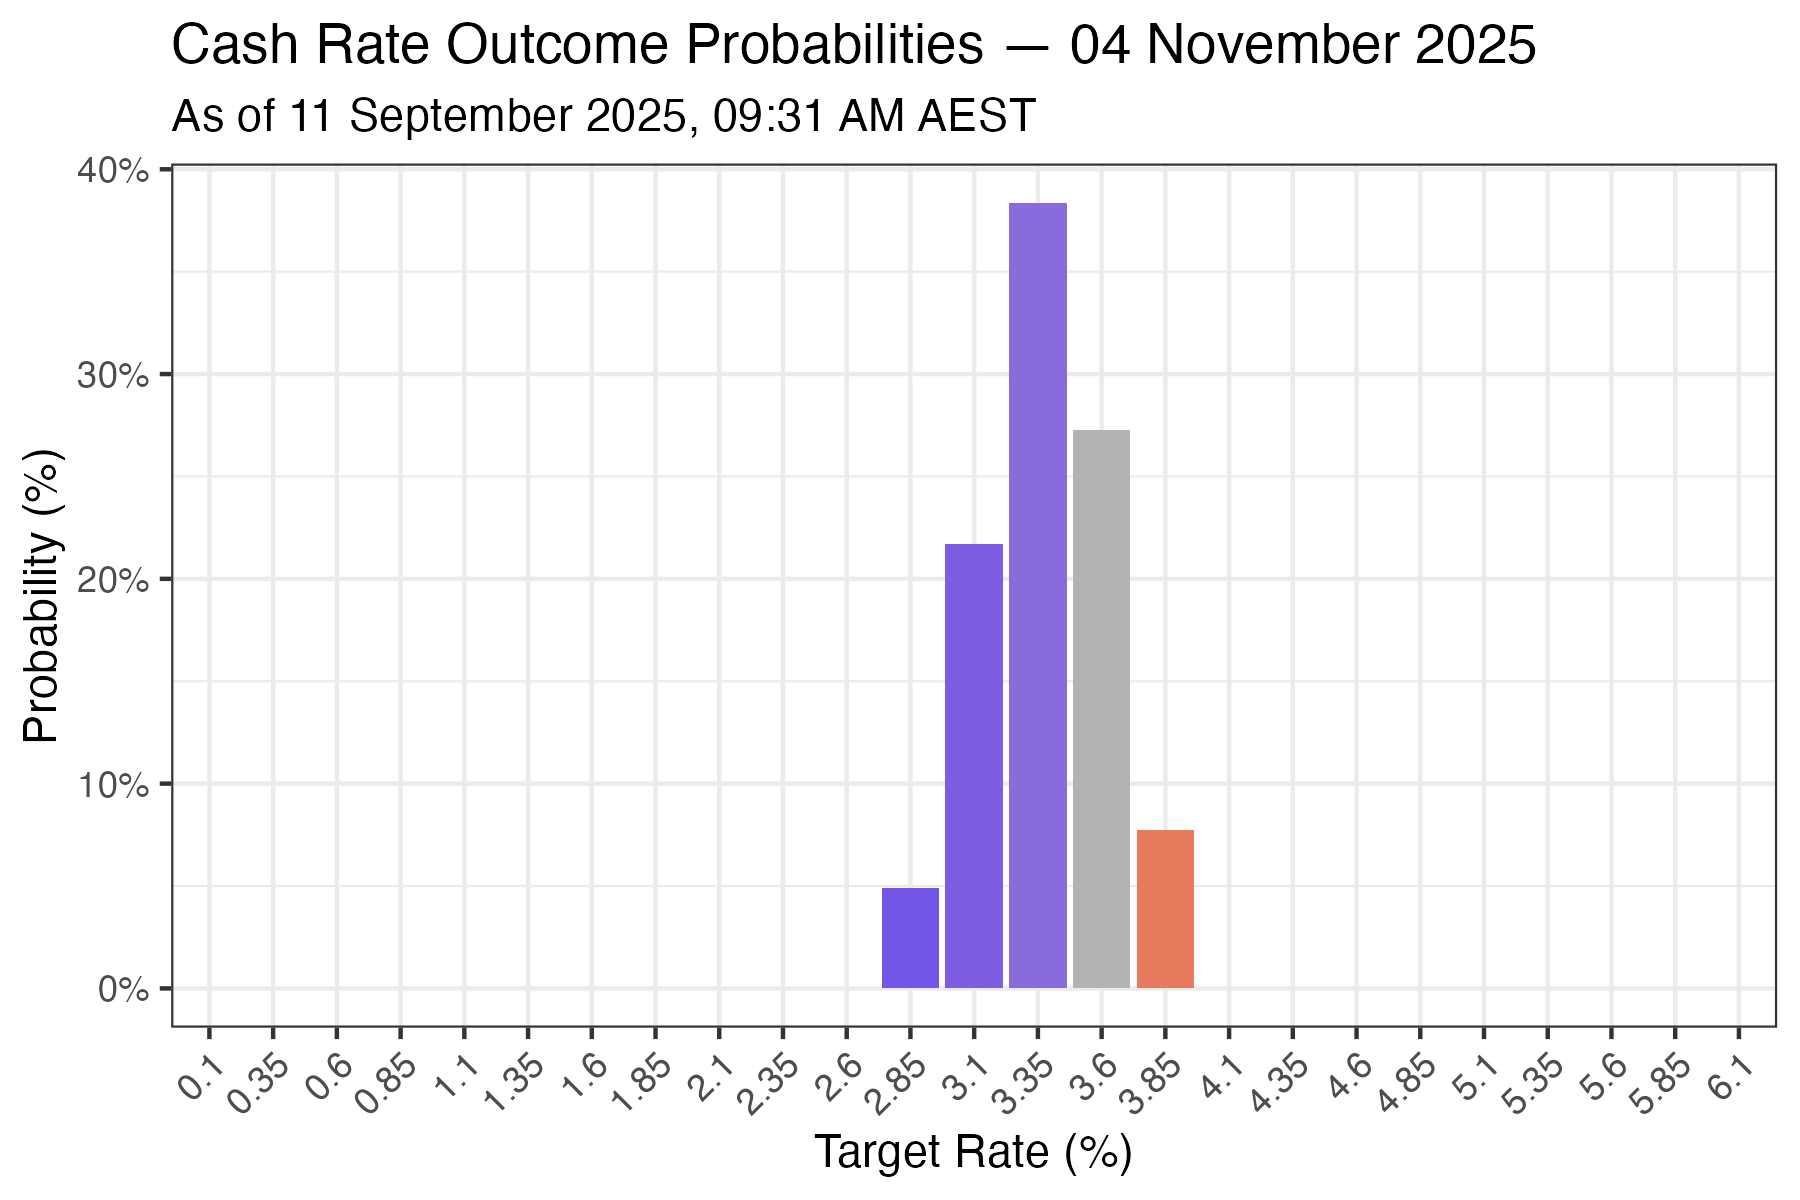 Cash Rate Outcome Probabilities — 04 November 2025
As of 11 September 2025, 09:31 AM AEST
40%
30%
20%
10%
0%
Probability (%)
0.1 0.35 0.6 0.85 1.1 1.35 1.6 1.85 2.1 2.35 2.6 2.85 3.1 3.35 3.6 3.85 4.1 4.35 4.6 4.85 5.1 5.35 5.6 5.85 6.1
Target Rate (%)